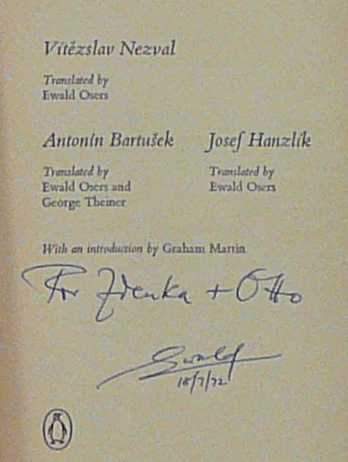 Vítězslav Nezval
Translated by
Ewald Osers
Antonín Bartušek
Translated by
Ewald Osers and
George Theiner
Josef Hanzlík
Translated by
Ewald Osers
With an introduction by Graham Martin
For Zdenka + Otto
Ewald
18/7/72